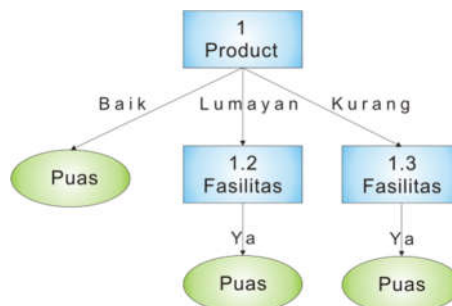 1
Product
Baik
Lumayan
Kurang
Puas
1.2
Fasilitas
1.3
Fasilitas
Ya
Ya
Puas
Puas